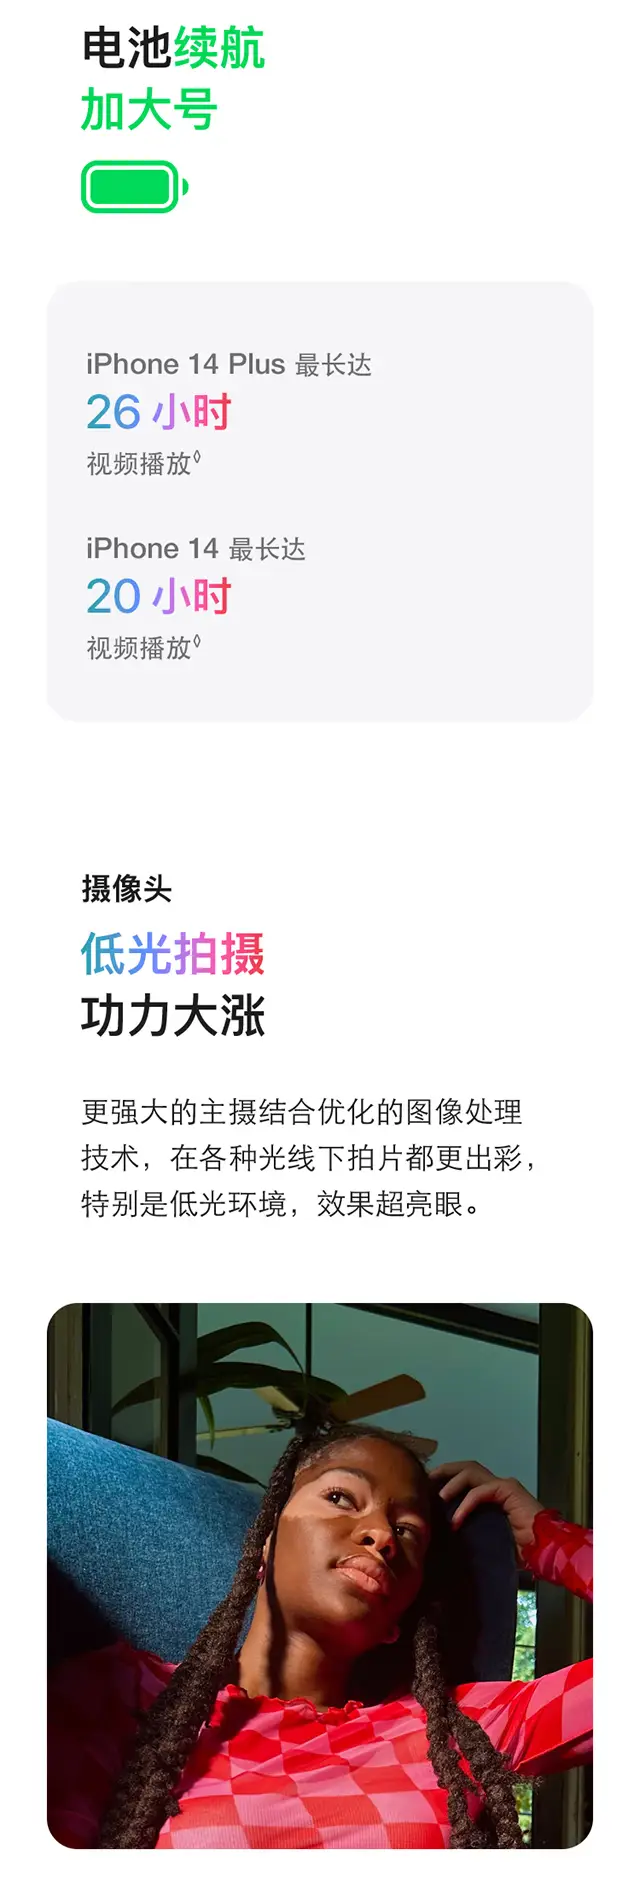 电池续航
加大号
iPhone 14 Plus 最长达
26 小时
视频播放◊
iPhone 14 最长达
20 小时
视频播放◊
摄像头
低光拍摄
功力大涨
更强大的主摄结合优化的图像处理
技术，在各种光线下拍片都更出彩，
特别是低光环境，效果超亮眼。